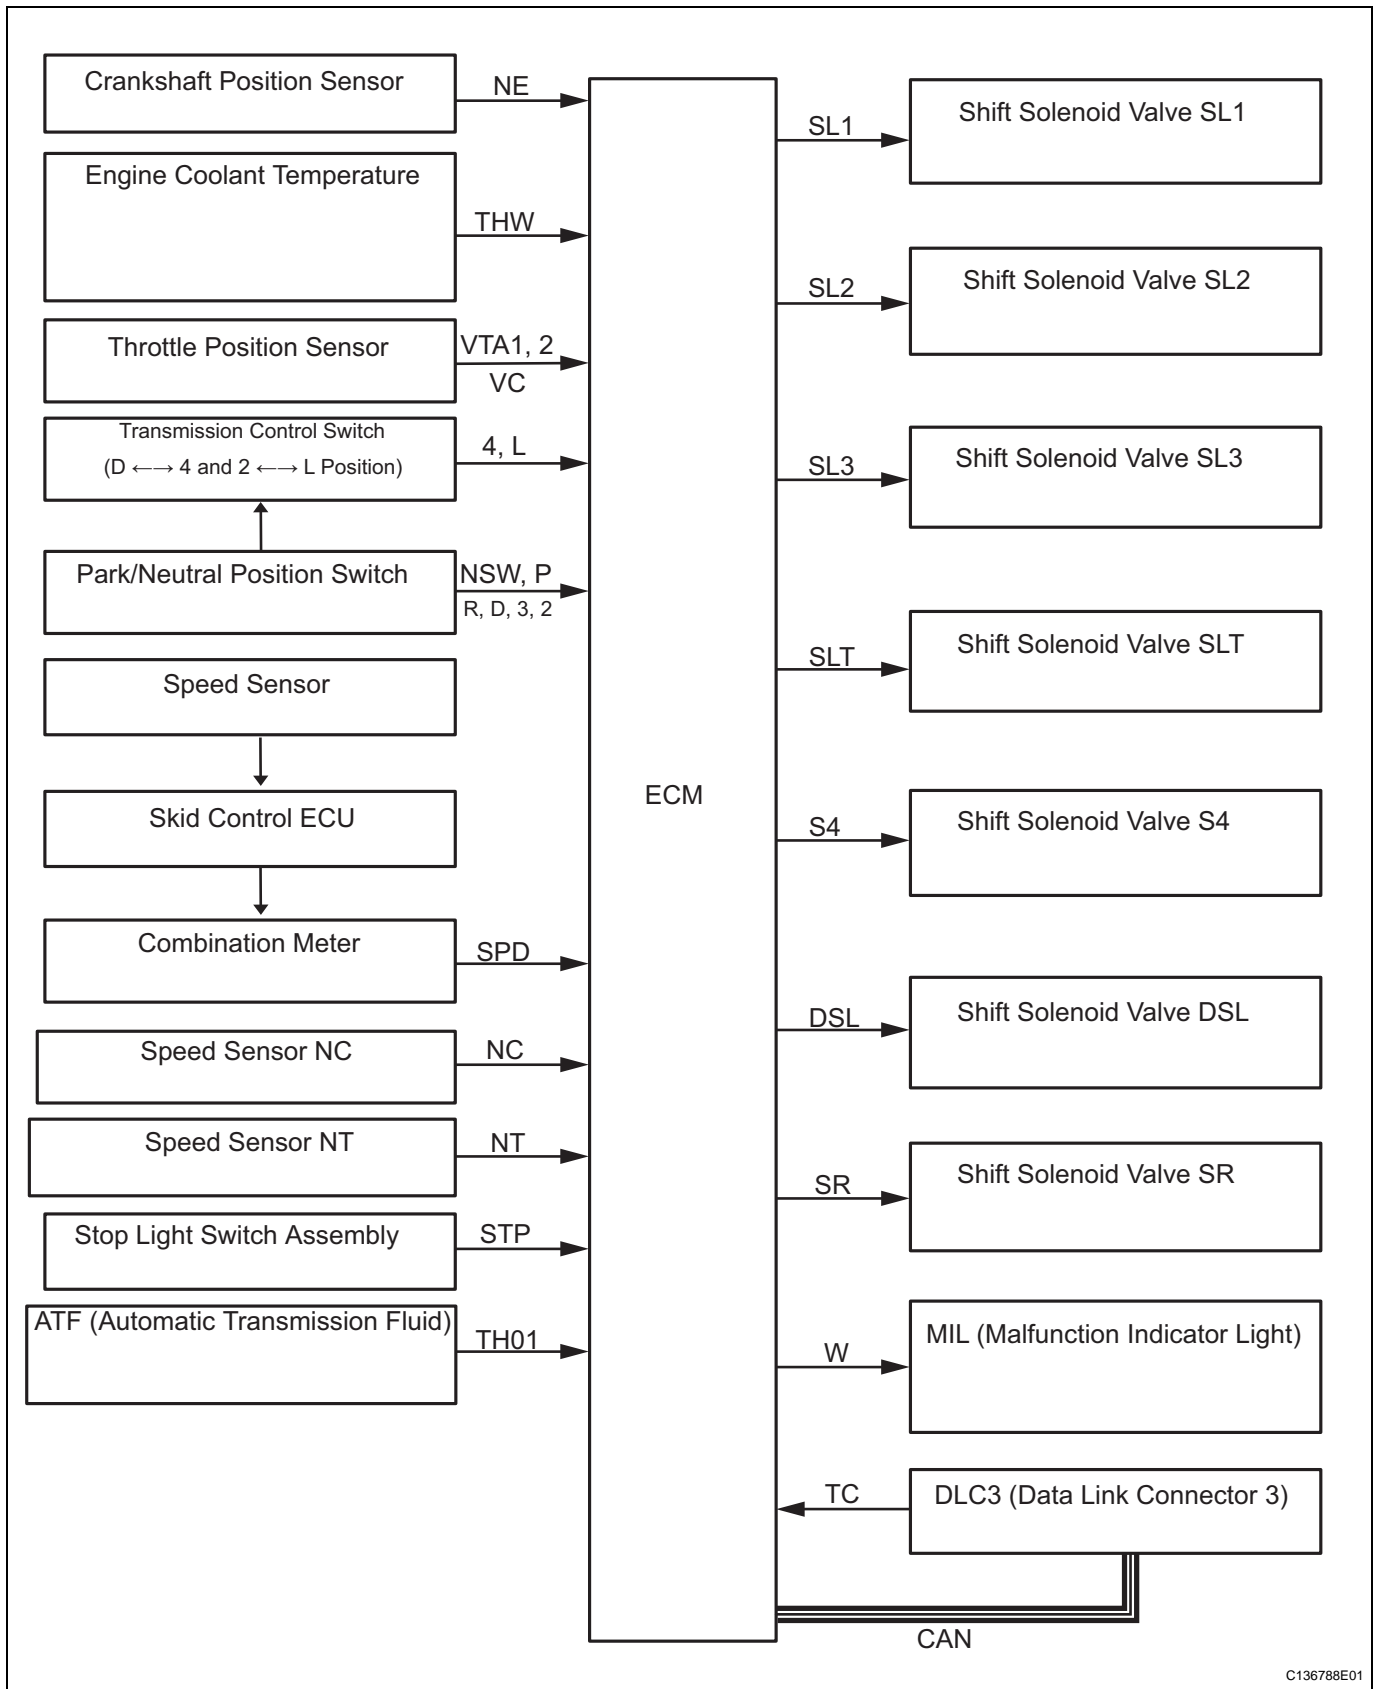 Crankshaft Position Sensor
NE
Engine Coolant Temperature
THW
Throttle Position Sensor
VTA1, 2
VC
Transmission Control Switch
(D ←→ 4 and 2 ←→ L Position)
4, L
Park/Neutral Position Switch
NSW, P
R, D, 3, 2
Speed Sensor
Skid Control ECU
Combination Meter
SPD
Speed Sensor NC
NC
Speed Sensor NT
NT
Stop Light Switch Assembly
STP
ATF (Automatic Transmission Fluid)
TH01
ECM
SL1
Shift Solenoid Valve SL1
SL2
Shift Solenoid Valve SL2
SL3
Shift Solenoid Valve SL3
SLT
Shift Solenoid Valve SLT
S4
Shift Solenoid Valve S4
DSL
Shift Solenoid Valve DSL
SR
Shift Solenoid Valve SR
W
MIL (Malfunction Indicator Light)
TC
DLC3 (Data Link Connector 3)
CAN
C136788E01